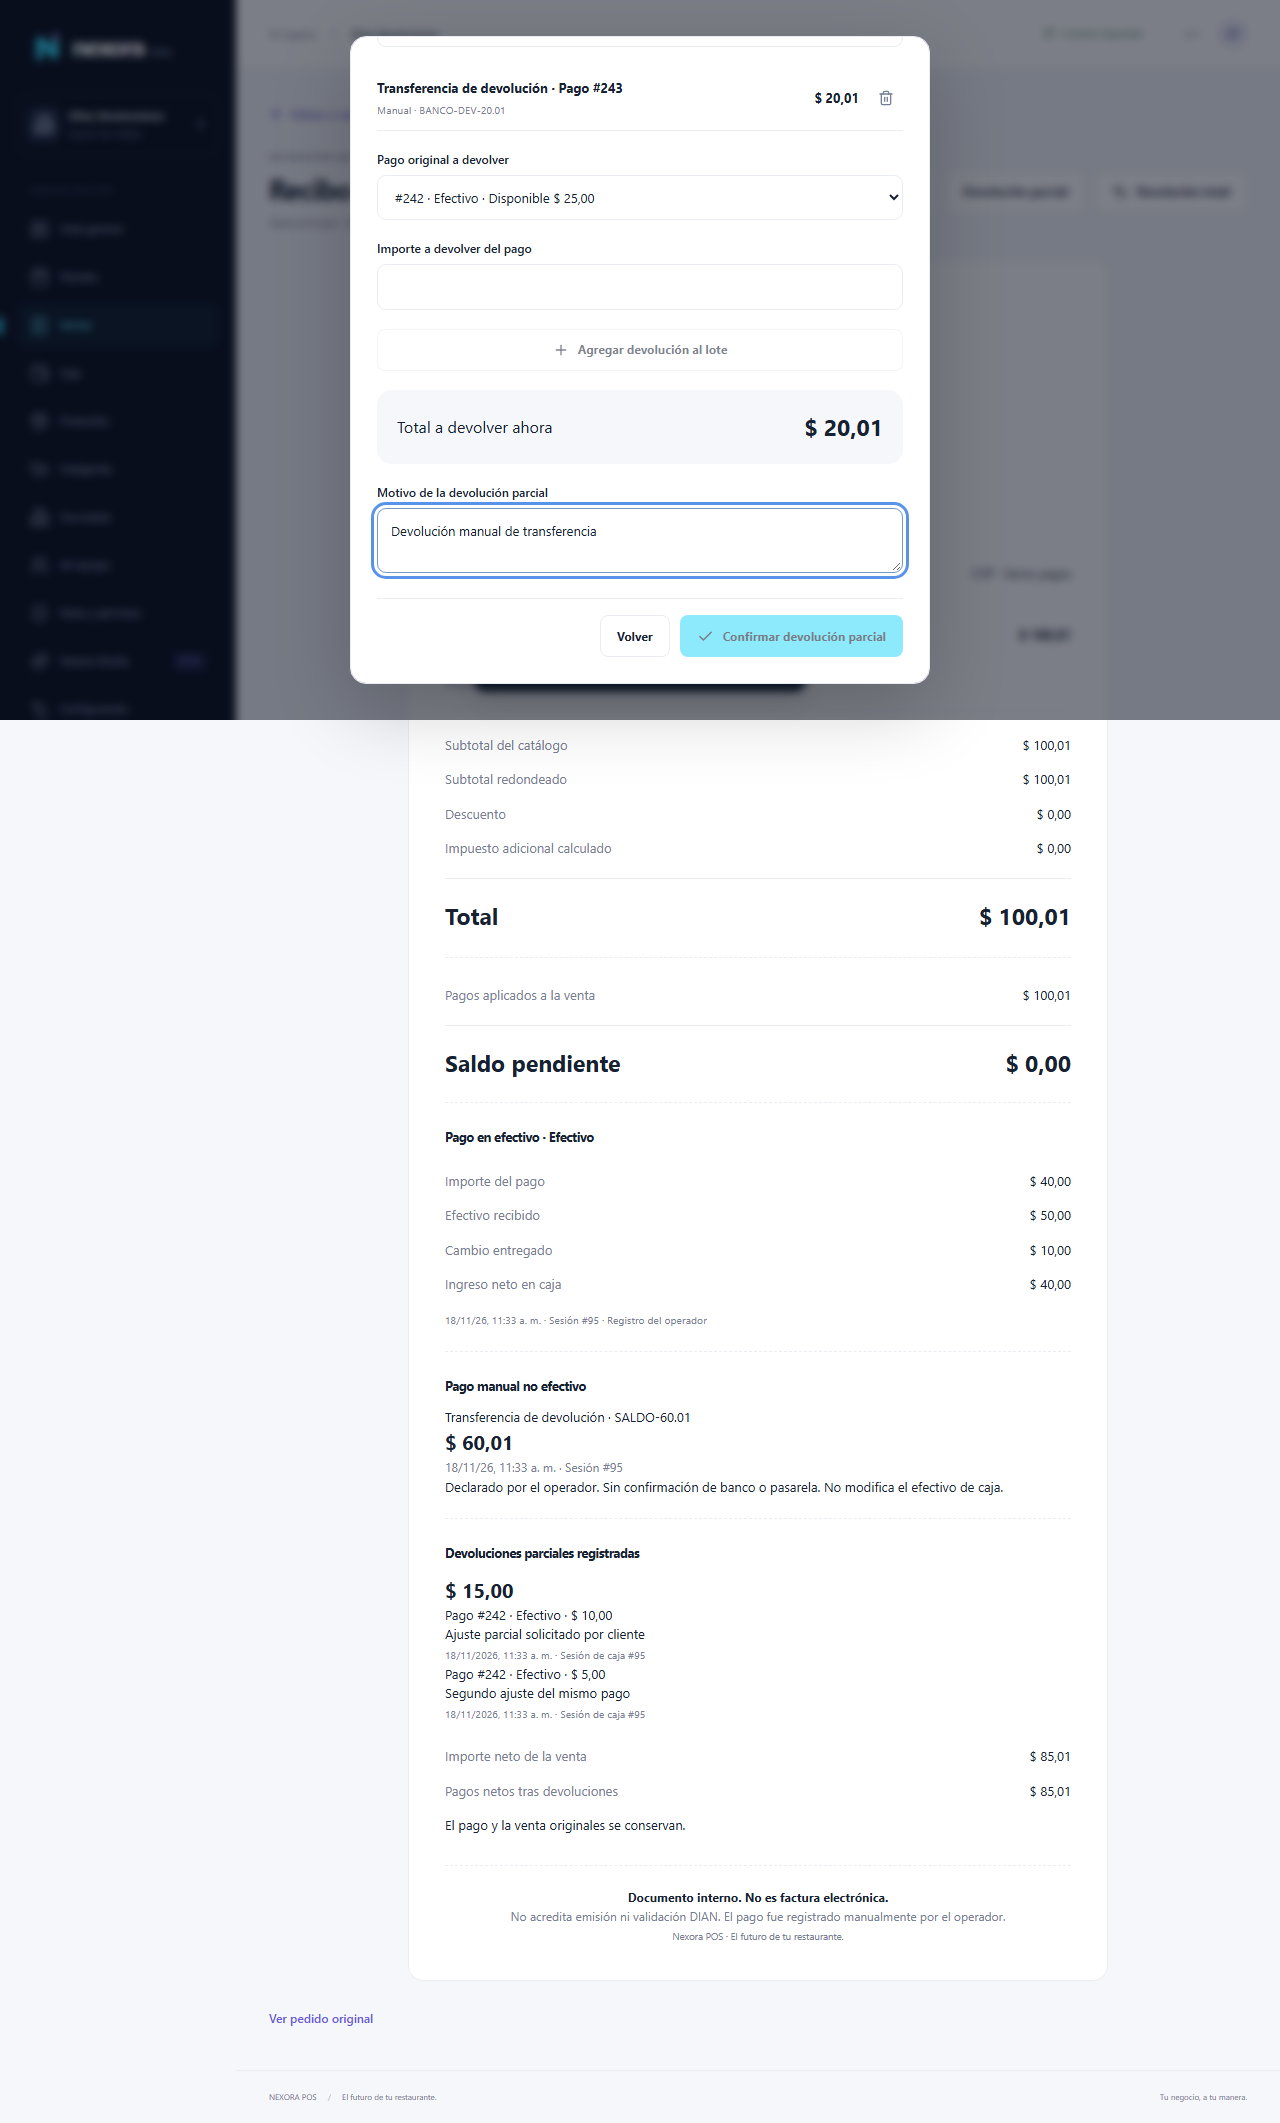 nexora
Transferencia de devolución · Pago #243
Manual · BANCO-DEV-20.01
$ 20,01
Pago original a devolver
#242 · Efectivo · Disponible $ 25,00
Importe a devolver del pago
Agregar devolución al lote
Total a devolver ahora
$ 20,01
Motivo de la devolución parcial
Devolución manual de transferencia
Volver
Confirmar devolución parcial
Subtotal del catálogo
$ 100,01
Subtotal redondeado
$ 100,01
Descuento
$ 0,00
Impuesto adicional calculado
$ 0,00
Total
$ 100,01
Pagos aplicados a la venta
$ 100,01
Saldo pendiente
$ 0,00
Pago en efectivo · Efectivo
Importe del pago
$ 40,00
Efectivo recibido
$ 50,00
Cambio entregado
$ 10,00
Ingreso neto en caja
$ 40,00
18/11/26, 11:33 a. m. · Sesión #95 · Registro del operador
Pago manual no efectivo
Transferencia de devolución · SALDO-60.01
$ 60,01
18/11/26, 11:33 a. m. · Sesión #95
Declarado por el operador. Sin confirmación de banco o pasarela. No modifica el efectivo de caja.
Devoluciones parciales registradas
$ 15,00
Pago #242 · Efectivo · $ 10,00
Ajuste parcial solicitado por cliente
18/11/2026, 11:33 a. m. · Sesión de caja #95
Pago #242 · Efectivo · $ 5,00
Segundo ajuste del mismo pago
18/11/2026, 11:33 a. m. · Sesión de caja #95
Importe neto de la venta
$ 85,01
Pagos netos tras devoluciones
$ 85,01
El pago y la venta originales se conservan.
Documento interno. No es factura electrónica.
No acredita emisión ni validación DIAN. El pago fue registrado manualmente por el operador.
Nexora POS · El futuro de tu restaurante.
Ver pedido original
NEXORA POS / El futuro de tu restaurante.
Tu negocio, a tu manera.